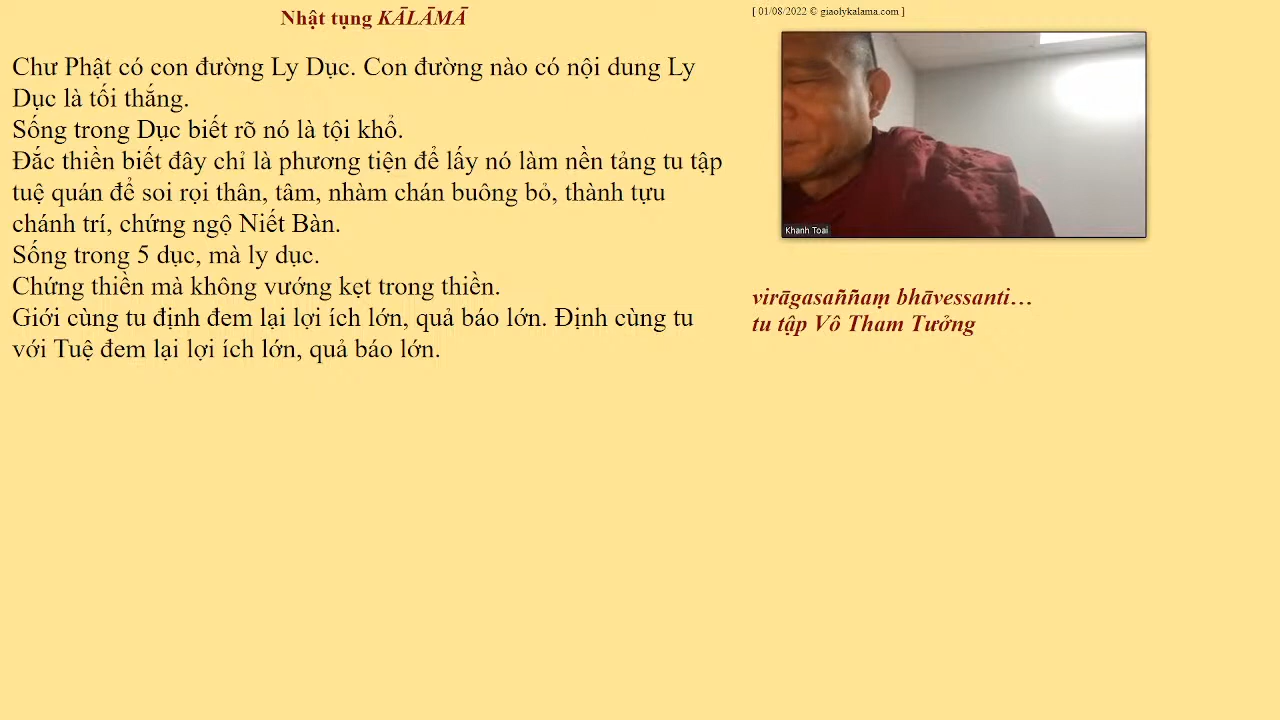 Nhật tụng KĀLĀMĀ
[ 01/08/2022 © giaolykalama.com ]
Chư Phật có con đường Ly Dục. Con đường nào có nội dung Ly
Dục là tối thắng.
Sống trong Dục biết rõ nó là tội khổ.
Đắc thiền biết đây chỉ là phương tiện để lấy nó làm nền tảng tu tập
tuệ quán để soi rọi thân, tâm, nhàm chán buông bỏ, thành tựu
chánh trí, chứng ngộ Niết Bàn.
Sống trong 5 dục, mà ly dục.
Chứng thiền mà không vướng kẹt trong thiền.
Giới cùng tu định đem lại lợi ích lớn, quả báo lớn. Định cùng tu
với Tuệ đem lại lợi ích lớn, quả báo lớn.
Khanh Toai
virāgasaññaṃ bhāvessanti…
tu tập Vô Tham Tưởng